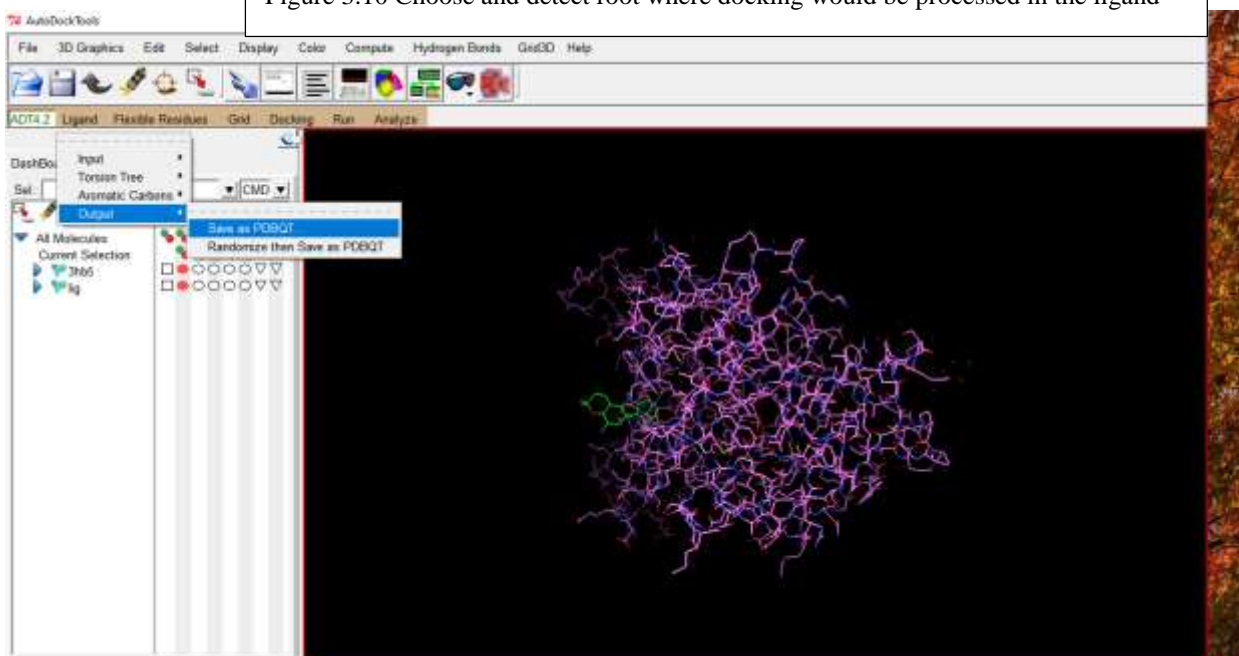 Figure 3.10 Choose and detect root where docking would be processed in the ligand
AutoDockTools
File 3D Graphics Edit Select Display Color Compute Hydrogen Bonds Grid3D Help
ADT4.2 Ligand Flexible Residues Grid Docking Run Analyze
DashBoa
Input
Torsion Tree
Sel:
Aromatic Carbons
CMD
Output
Save as PDBQT
All Molecules
Randomize then Save as PDBQT
Current Selection
3hb5
lig